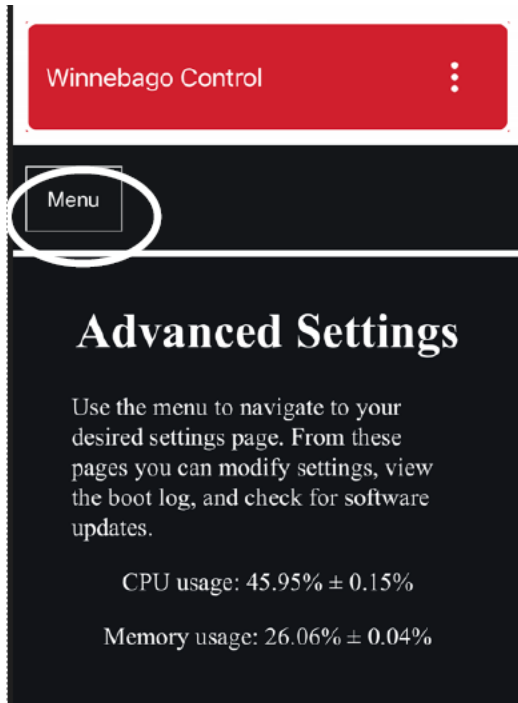 Winnebago Control
Menu
Advanced Settings
Use the menu to navigate to your
desired settings page. From these
pages you can modify settings, view
the boot log, and check for software
updates.
CPU usage: 45.95% ± 0.15%
Memory usage: 26.06% ± 0.04%